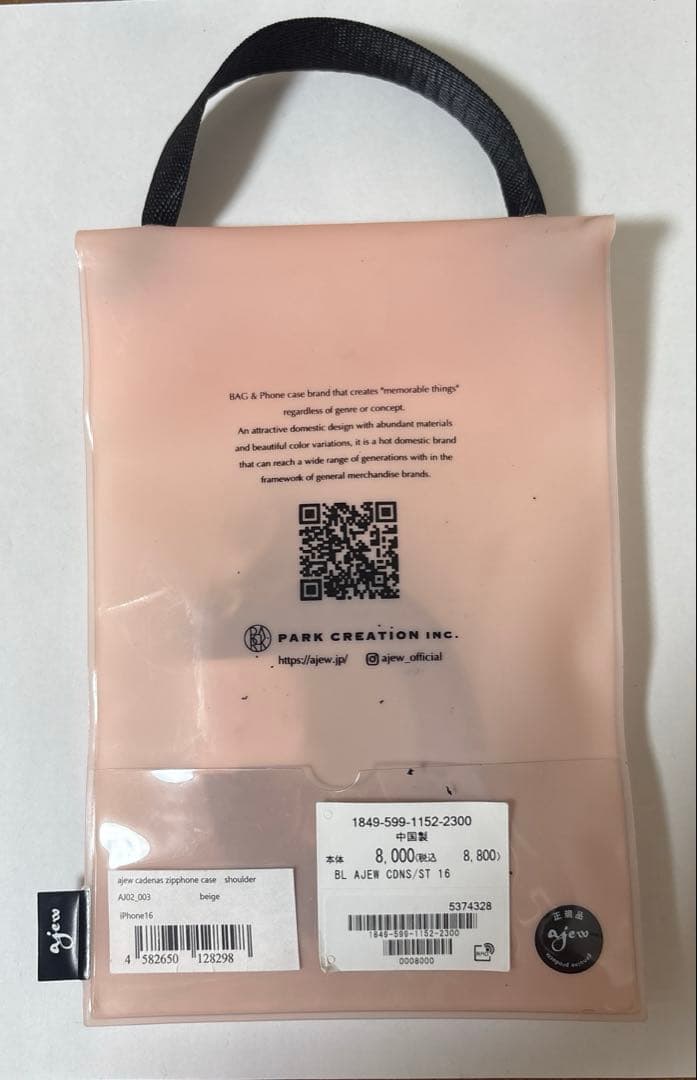 BAG & Phone case brand that creates "memorable things"
regardless of genre or concept.
An attractive domestic design with abundant materials
and beautiful color variations, it is a hot domestic brand
that can reach a wide range of generations with in the
framework of general merchandise brands.
PARK CREATION INC.
https://ajew.jp/ ajew_official
ajew cadenas zipphone case shoulder
AJ02_003 beige
iPhone16
4 582650 128298
1849-599-1152-2300
中国製
本体 8,000(税込 8,800)
BL AJEW CDNS/ST 16
5374328
1849-599-1152-2300
0008000
正規品
ajew
ajew